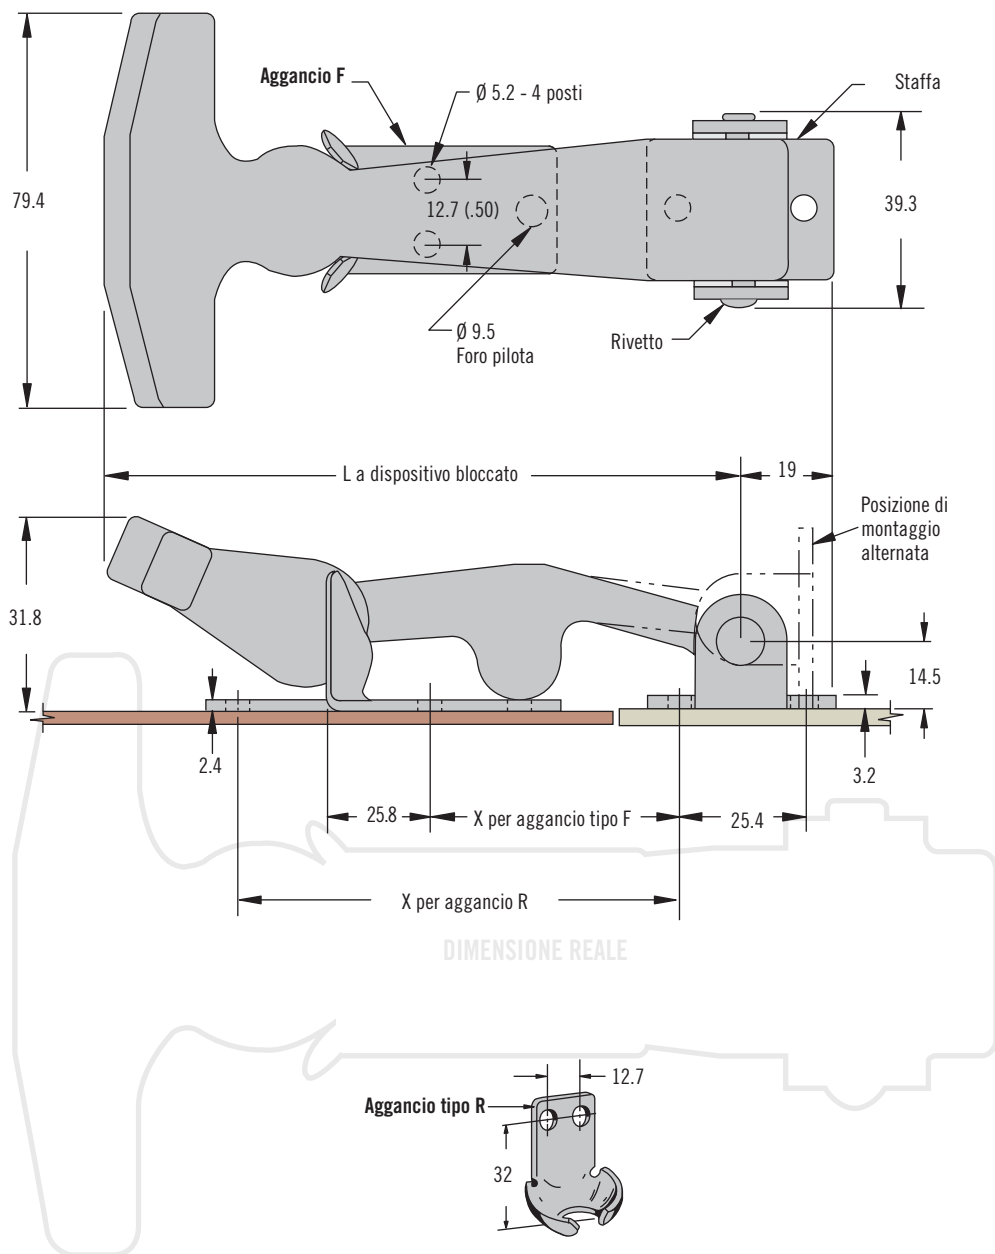 Aggancio F
Ø 5.2 - 4 posti
Staffa
79.4
12.7 (.50)
39.3
Ø 9.5
Foro pilota
Rivetto
L a dispositivo bloccato
19
Posizione di
montaggio
alternata
31.8
14.5
2.4
3.2
25.8
X per aggancio tipo F
25.4
X per aggancio R
DIMENSIONE REALE
12.7
Aggancio tipo R
32